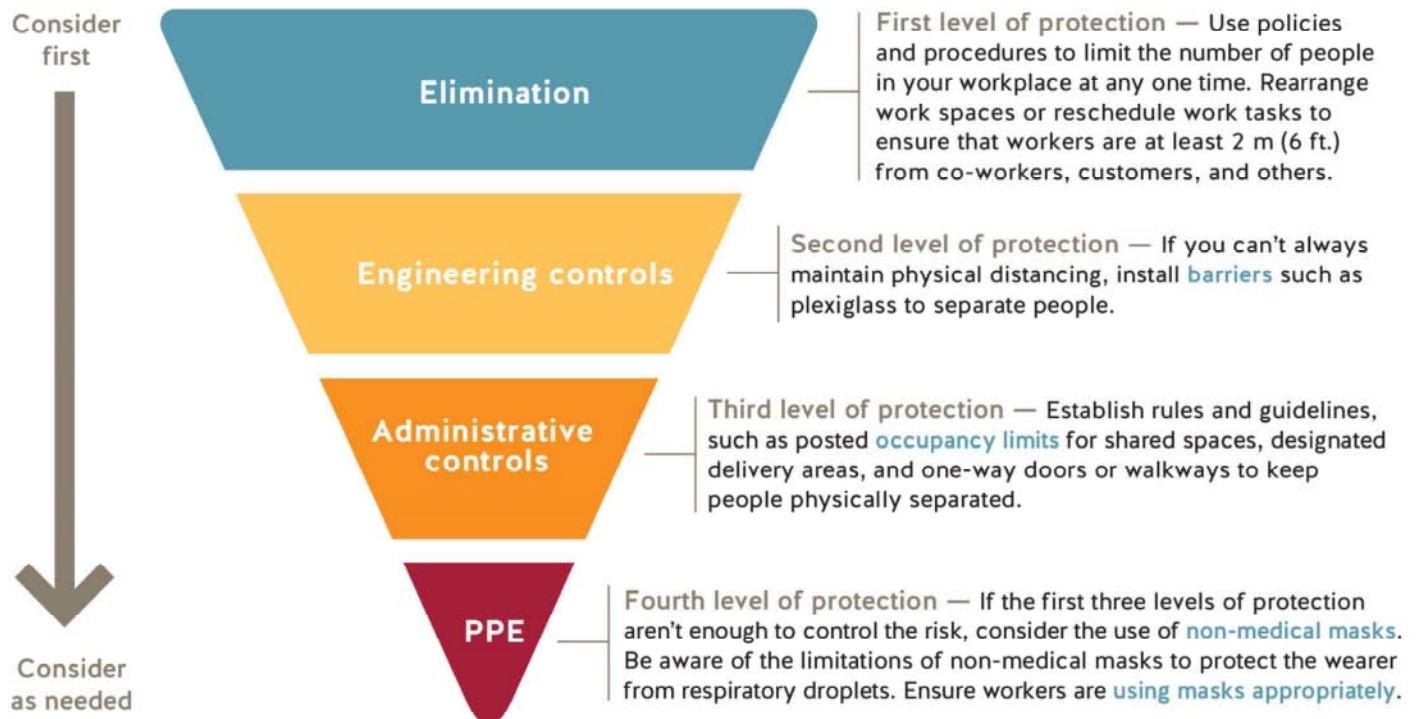 Consider
first
Elimination
First level of protection — Use policies
and procedures to limit the number of people
in your workplace at any one time. Rearrange
work spaces or reschedule work tasks to
ensure that workers are at least 2 m (6 ft.)
from co-workers, customers, and others.
Engineering controls
Second level of protection — If you can't always
maintain physical distancing, install barriers such as
plexiglass to separate people.
Administrative
controls
Third level of protection — Establish rules and guidelines,
such as posted occupancy limits for shared spaces, designated
delivery areas, and one-way doors or walkways to keep
people physically separated.
PPE
Fourth level of protection — If the first three levels of protection
aren't enough to control the risk, consider the use of non-medical masks.
Be aware of the limitations of non-medical masks to protect the wearer
from respiratory droplets. Ensure workers are using masks appropriately.
Consider
as needed